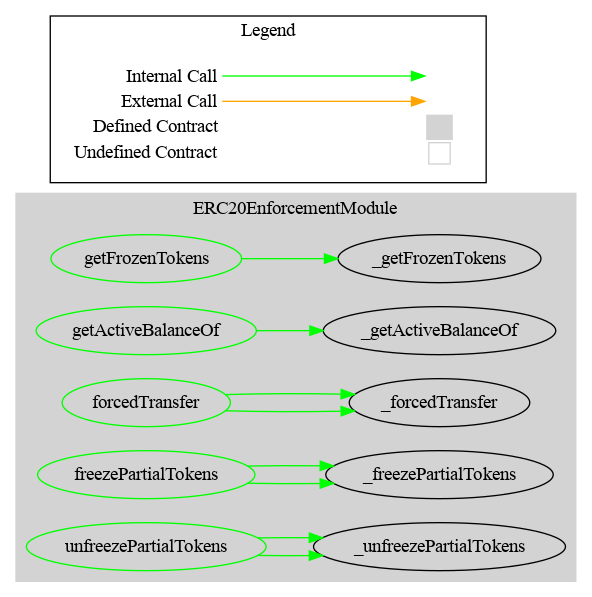 Legend
Internal Call
External Call
Defined Contract
Undefined Contract
ERC20EnforcementModule
getFrozenTokens
_getFrozenTokens
getActiveBalanceOf
_getActiveBalanceOf
forcedTransfer
_forcedTransfer
freezePartialTokens
_freezePartialTokens
unfreezePartialTokens
_unfreezePartialTokens